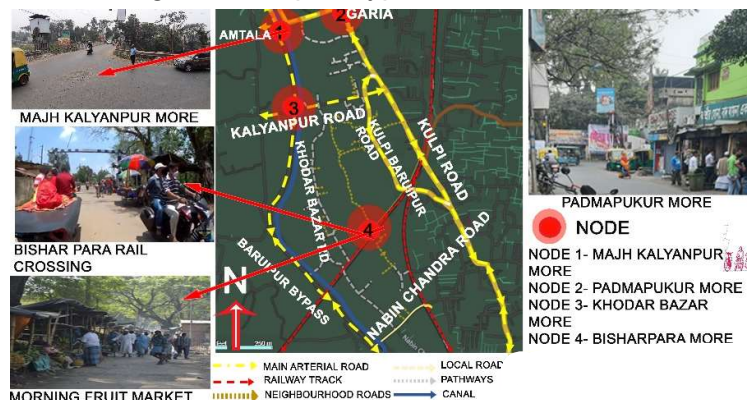 MAJH KALYANPUR MORE
BISHAR PARA RAIL
CROSSING
MORNING FRUIT MARKET
AMTALA
GARIA
1
2
3
KALYANPUR ROAD
KULPI BARUIPUR
ROAD
KULPI ROAD
KHODAR BAZAR
4
BARUIPUR BYPASS
NABIN CHANDRA ROAD
N
250 m
MAIN ARTERIAL ROAD
RAILWAY TRACK
NEIGHBOURHOOD ROADS
LOCAL ROAD
PATHWAYS
CANAL
PADMAPUKUR MORE
NODE
NODE 1- MAJH KALYANPUR
MORE
NODE 2- PADMAPUKUR MORE
NODE 3- KHODAR BAZAR
MORE
NODE 4- BISHARPARA MORE